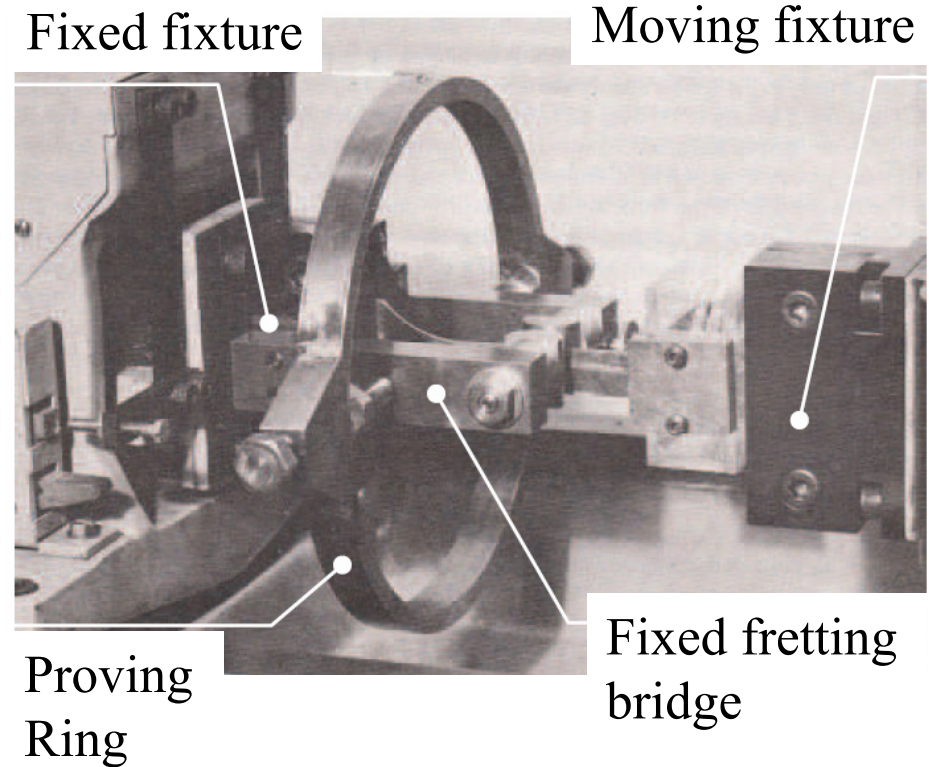 Fixed fixture
Moving fixture
Fixed fretting
bridge
Proving
Ring